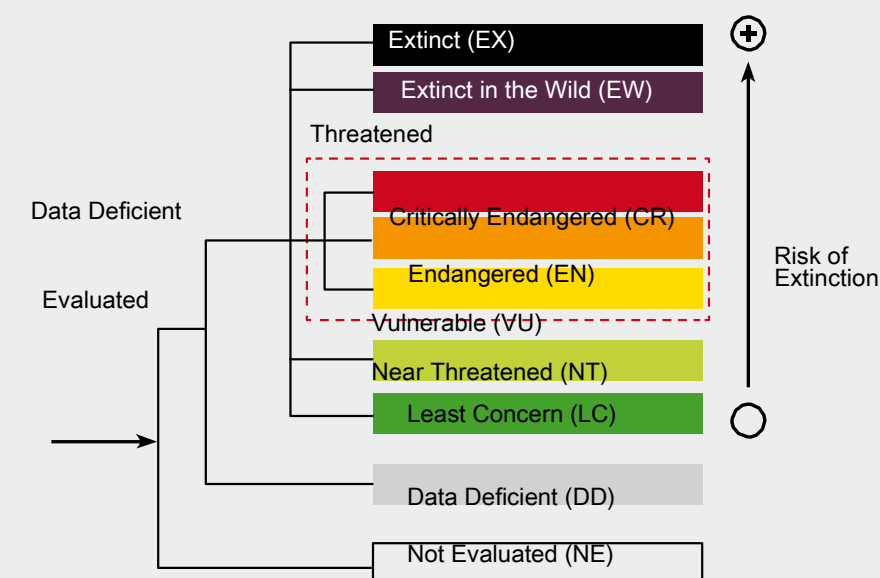 Extinct (EX)
Extinct in the Wild (EW)
Threatened
Data Deficient
Critically Endangered (CR)
Risk of
Extinction
Endangered (EN)
Evaluated
Vulnerable (VU)
Near Threatened (NT)
Least Concern (LC)
Data Deficient (DD)
Not Evaluated (NE)